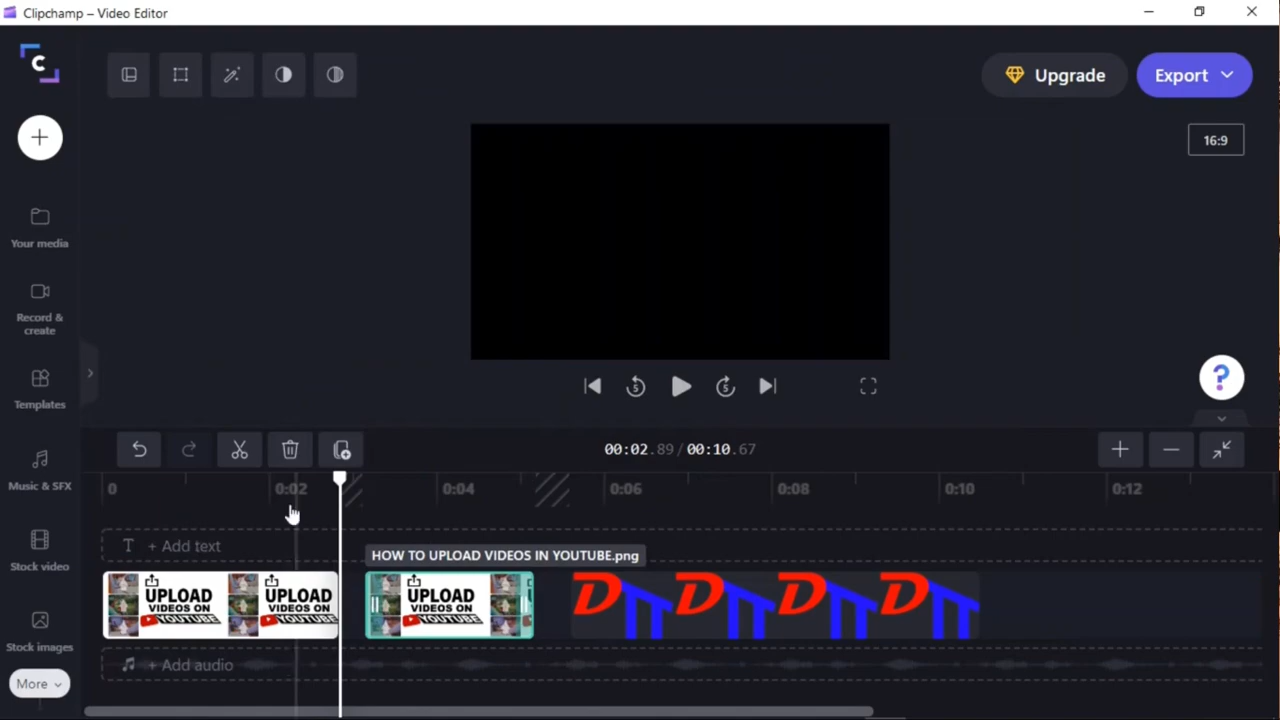 Clipchamp – Video Editor
C
Upgrade
Export
16:9
Your media
Record &
create
Templates
Music & SFX
Stock video
Stock images
More
5
5
?
00:02.89 / 00:10.67
0
0:02
0:04
0:06
0:08
0:10
0:12
T + Add text
HOW TO UPLOAD VIDEOS IN YOUTUBE.png
UPLOAD
VIDEOS ON
YOUTUBE
UPLOAD
VIDEOS ON
YOUTUBE
UPLOAD
VIDEOS ON
YOUTUBE
+ Add audio